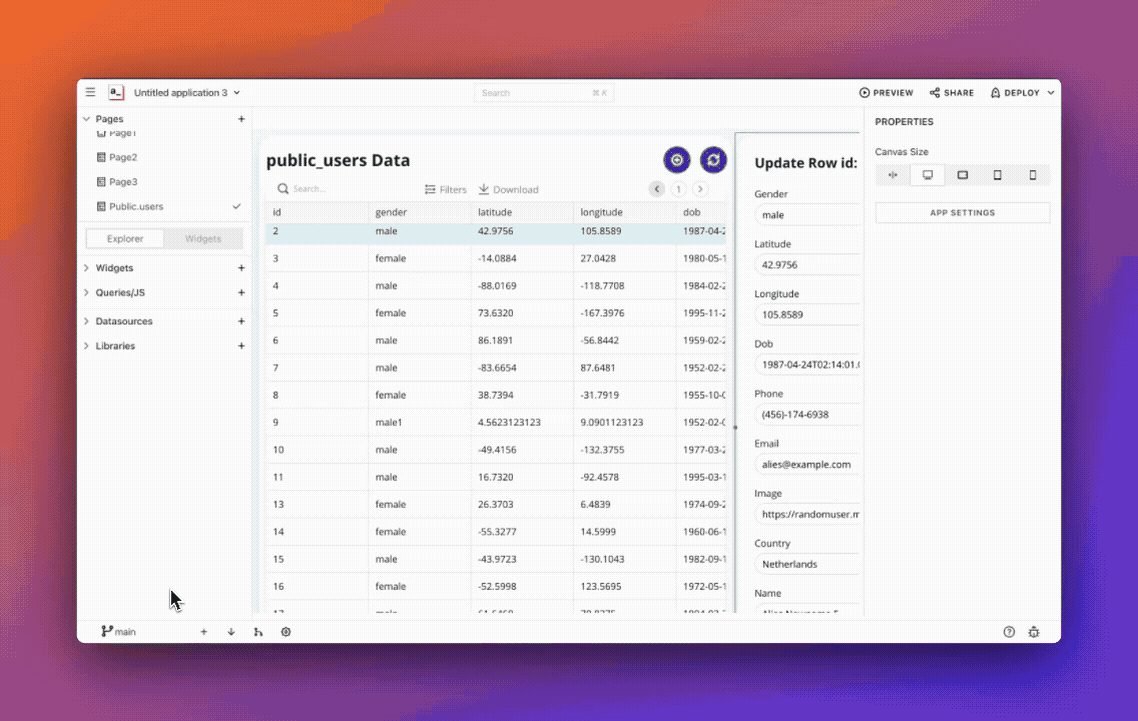 a_ Untitled application 3
Search ⌘ K
PREVIEW SHARE DEPLOY
Pages +
Page1
Page2
Page3
Public.users
Explorer Widgets
Widgets +
Queries/JS +
Datasources +
Libraries +
public_users Data
Search...
Filters Download
1
id gender latitude longitude dob
2 male 42.9756 105.8589 1987-04-2
3 female -14.0884 27.0428 1980-05-1
4 male -88.0169 -118.7708 1984-02-2
5 female 73.6320 -167.3976 1995-11-2
6 male 86.1891 -56.8442 1959-02-2
7 male -83.6654 87.6481 1952-02-2
8 female 38.7394 -31.7919 1955-10-0
9 male1 4.5623123123 9.0901123123 1952-02-0
10 male -49.4156 -132.3755 1977-03-2
11 male 16.7320 -92.4578 1995-03-1
13 female 26.3703 6.4839 1974-09-2
14 female -55.3277 14.5999 1960-06-1
15 male -43.9723 -130.1043 1982-09-1
16 female -52.5998 123.5695 1972-05-1
17 male
Update Row id:
Gender
male
Latitude
42.9756
Longitude
105.8589
Dob
1987-04-24T02:14:01.0
Phone
(456)-174-6938
Email
alies@example.com
Image
https://randomuser.m
Country
Netherlands
Name
PROPERTIES
Canvas Size
APP SETTINGS
main